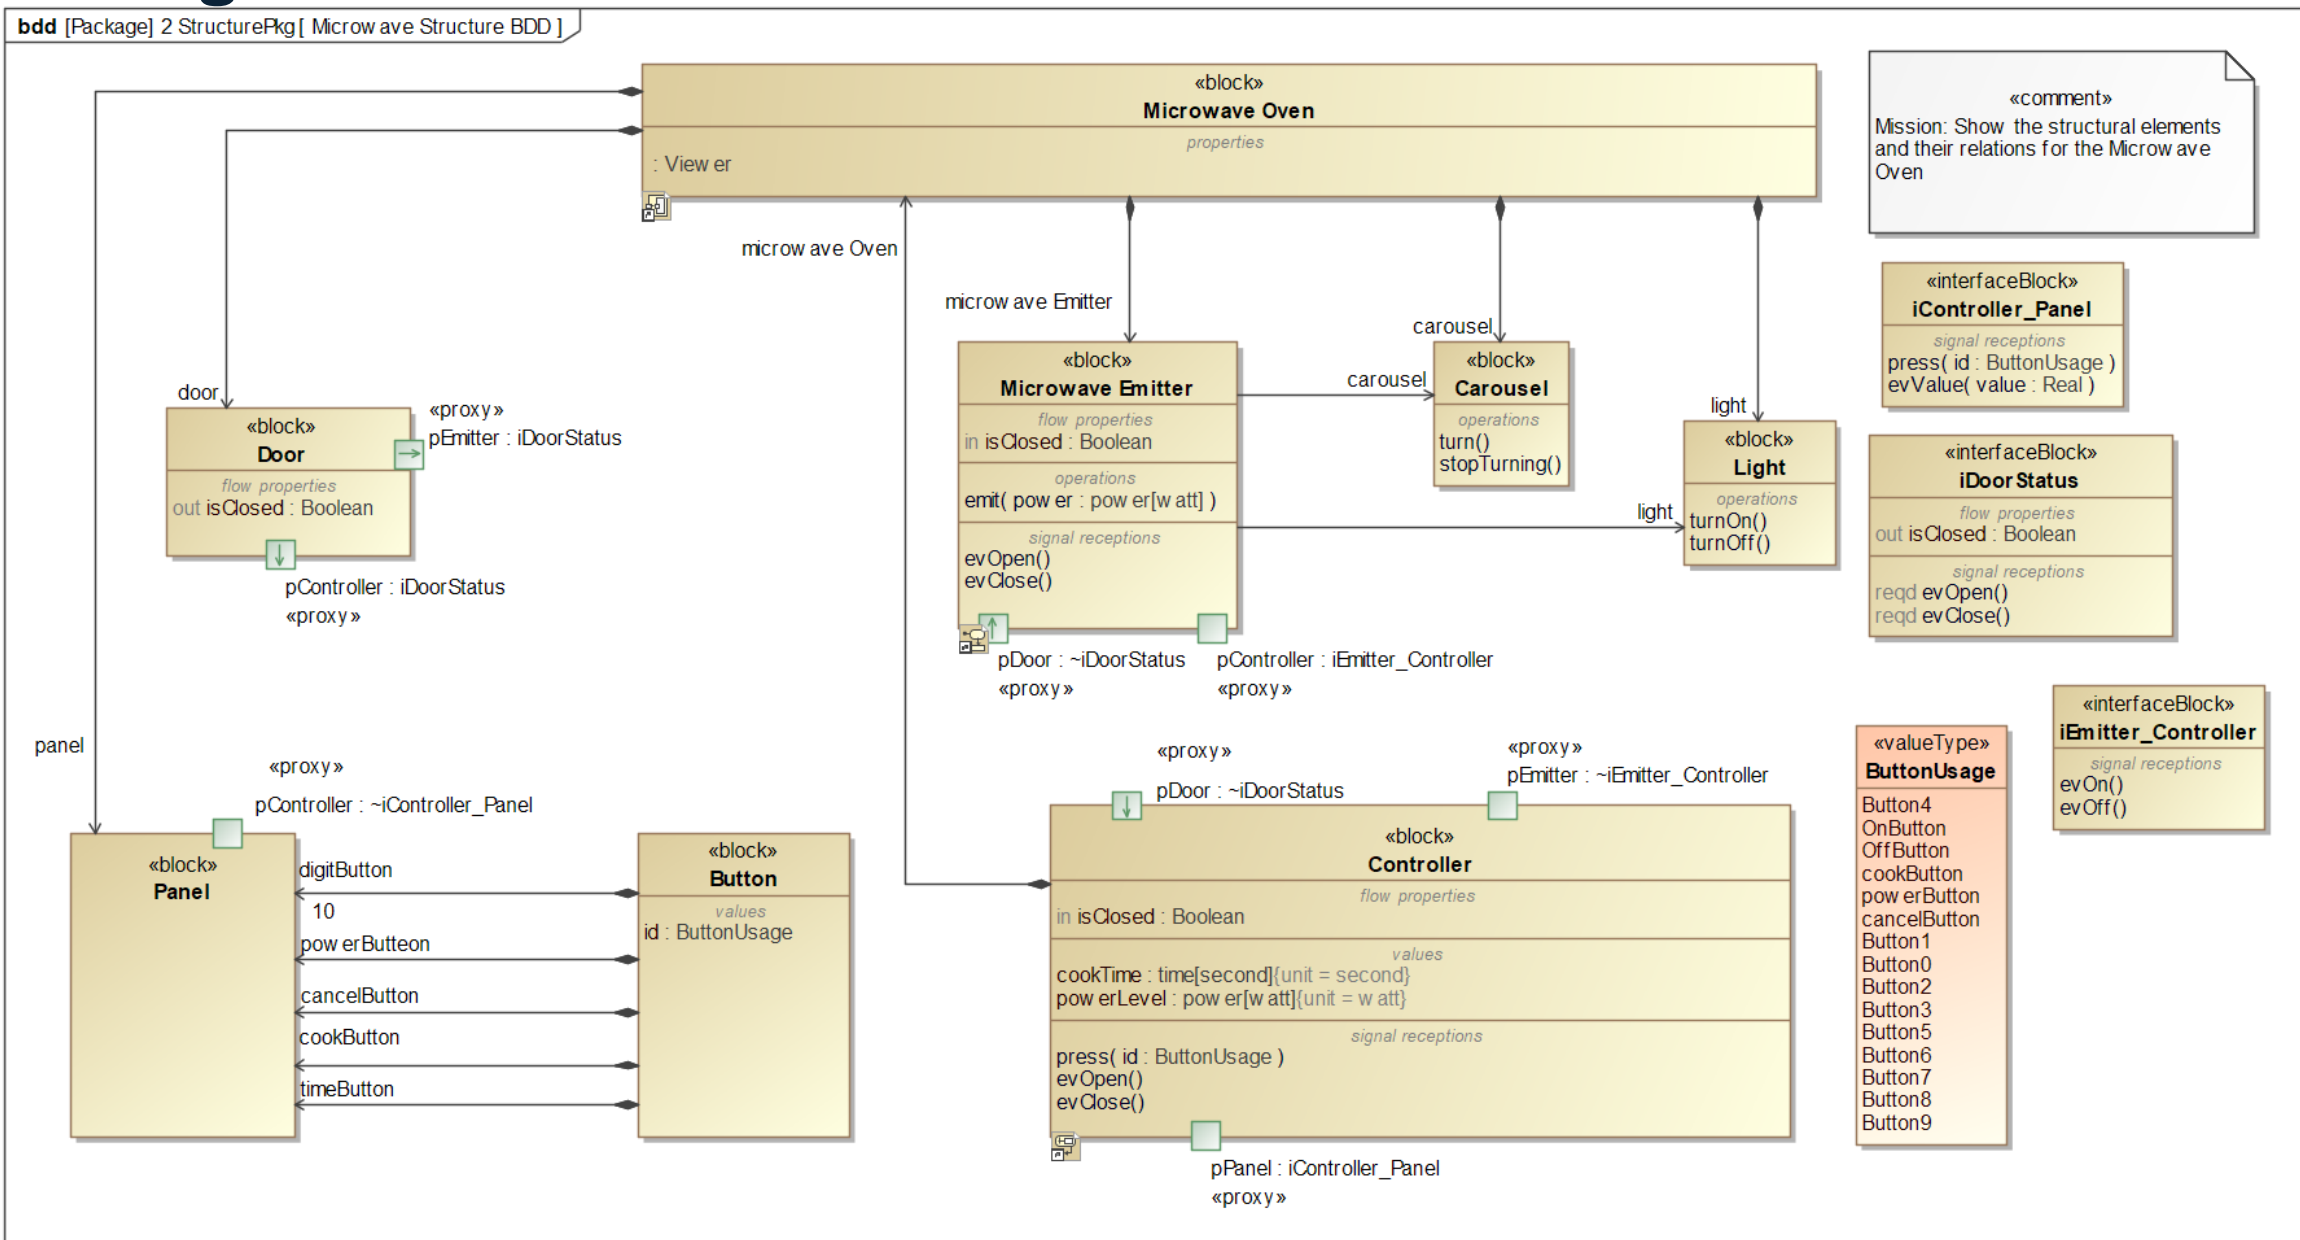 bdd [Package] 2 StructurePkg [ Microwave Structure BDD ]
«block»
Microwave Oven
properties
: Viewer
«comment»
Mission: Show the structural elements
and their relations for the Microwave
Oven
microwave Oven
microwave Emitter
carousel
carousel
light
light
door
panel
«block»
Door
flow properties
out isClosed : Boolean
«proxy»
pEmitter : iDoorStatus
pController : iDoorStatus
«proxy»
«block»
Microwave Emitter
flow properties
in isClosed : Boolean
operations
emit( power : power[watt] )
signal receptions
evOpen()
evClose()
pDoor : ~iDoorStatus
«proxy»
pController : iEmitter_Controller
«proxy»
«block»
Carousel
operations
turn()
stopTurning()
«block»
Light
operations
turnOn()
turnOff()
«interfaceBlock»
iController_Panel
signal receptions
press( id : ButtonUsage )
evValue( value : Real )
«interfaceBlock»
iDoorStatus
flow properties
out isClosed : Boolean
signal receptions
reqd evOpen()
reqd evClose()
«interfaceBlock»
iEmitter_Controller
signal receptions
evOn()
evOff()
«proxy»
pController : ~iController_Panel
«block»
Panel
digitButton
10
powerButteon
cancelButton
cookButton
timeButton
«block»
Button
values
id : ButtonUsage
«proxy»
pDoor : ~iDoorStatus
«proxy»
pEmitter : ~iEmitter_Controller
«block»
Controller
flow properties
in isClosed : Boolean
values
cookTime : time[second]{unit = second}
powerLevel : power[watt]{unit = watt}
signal receptions
press( id : ButtonUsage )
evOpen()
evClose()
pPanel : iController_Panel
«proxy»
«valueType»
ButtonUsage
Button4
OnButton
OffButton
cookButton
powerButton
cancelButton
Button1
Button0
Button2
Button3
Button5
Button6
Button7
Button8
Button9